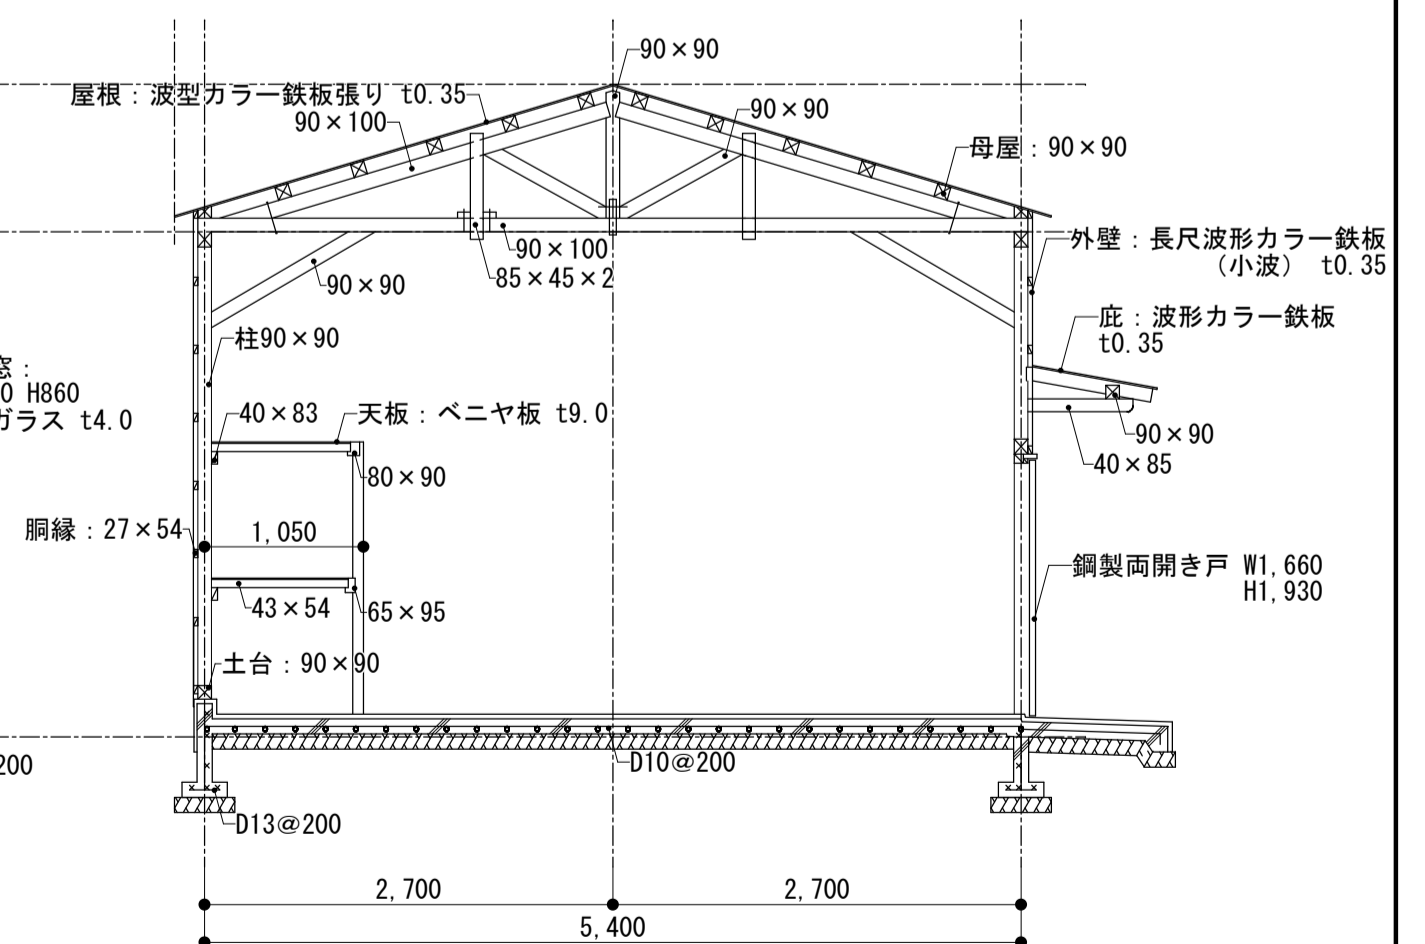 90×90
屋根：波型カラー鉄板張り t0.35
90×100
90×90
母屋：90×90
外壁：長尺波形カラー鉄板
（小波） t0.35
90×100
85×45×2
90×90
庇：波形カラー鉄板
t0.35
柱90×90
窓：
0 H860
ガラス t4.0
40×83
天板：ベニヤ板 t9.0
90×90
40×85
80×90
胴縁：27×54
1,050
鋼製両開き戸 W1,660
H1,930
43×54
65×95
土台：90×90
200
D10@200
D13@200
2,700
2,700
5,400